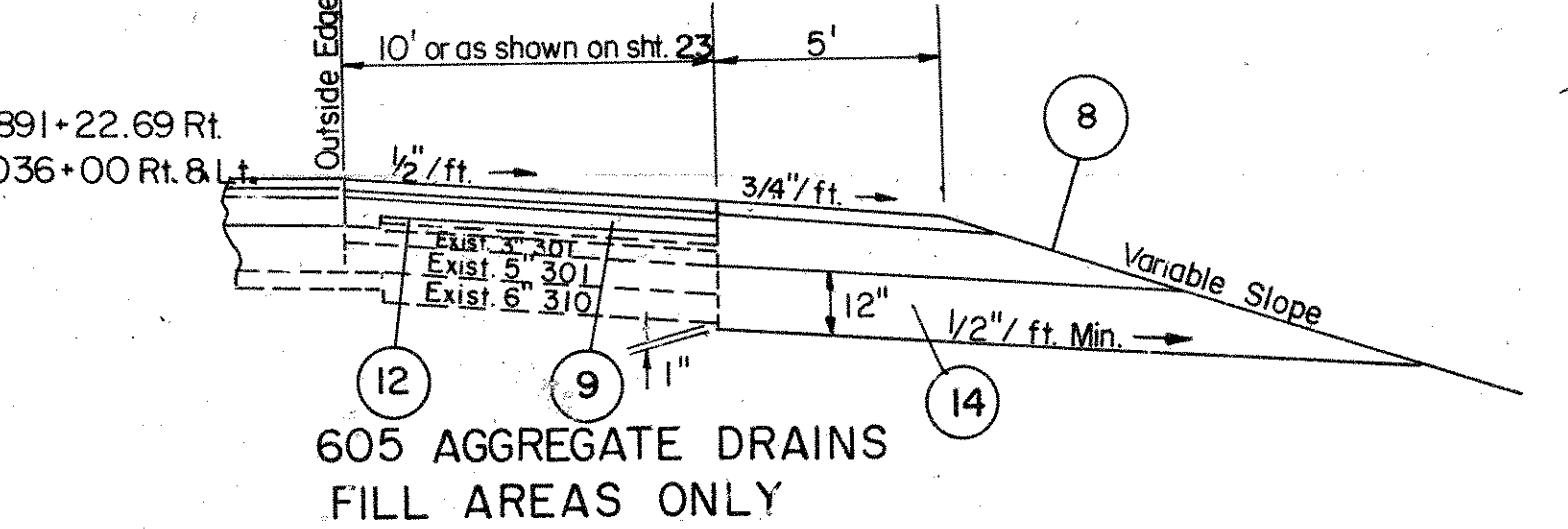 Outside Edge
10' or as shown on sht. 23
5'
8
891+22.69 Rt.
036+00 Rt. & Lt.
1/2"/ft.
3/4"/ft.
Exist. 3" 301
Exist. 5" 301
Exist. 6" 310
Variable Slope
12"
1/2"/ft. Min.
1"
12
9
14
605 AGGREGATE DRAINS
FILL AREAS ONLY